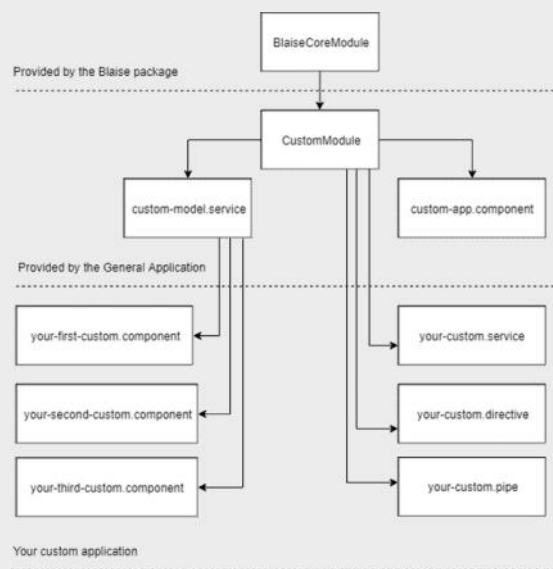 BlaiseCoreModule
Provided by the Blaise package
CustomModule
custom-model.service
custom-app.component
Provided by the General Application
your-first-custom.component
your-custom.service
your-second-custom.component
your-custom.directive
your-third-custom.component
your-custom.pipe
Your custom application